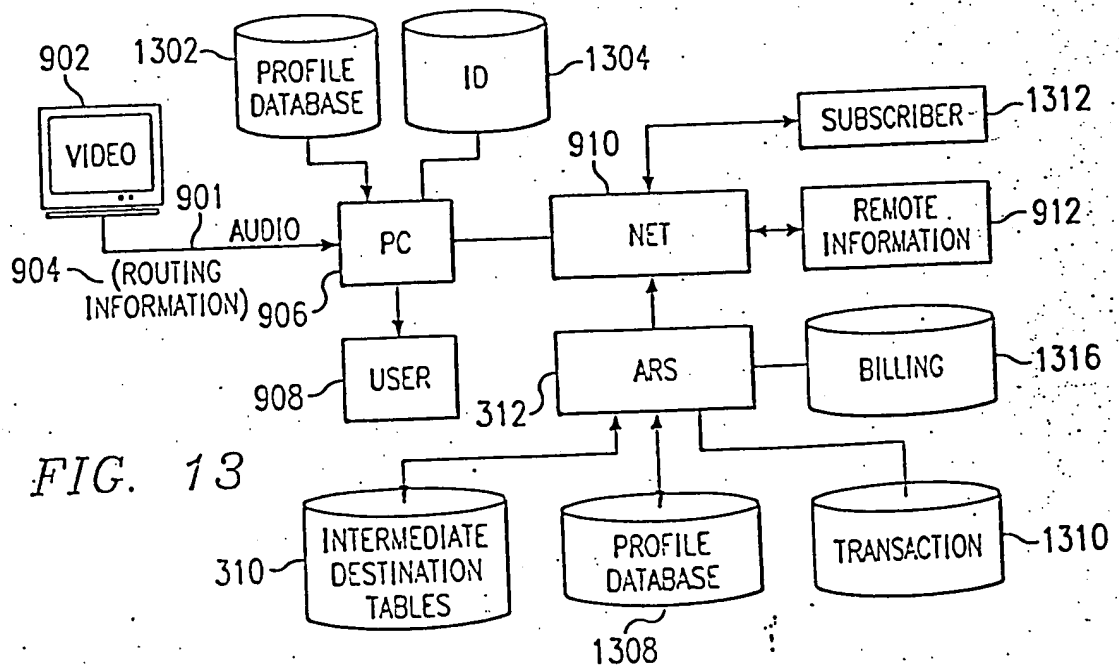 1302
902
PROFILE
DATABASE
ID
1304
VIDEO
901
AUDIO
904
(ROUTING
INFORMATION)
PC
906
USER
908
910
NET
SUBSCRIBER
1312
REMOTE
INFORMATION
912
ARS
312
BILLING
1316
FIG. 13
310
INTERMEDIATE
DESTINATION
TABLES
PROFILE
DATABASE
1308
TRANSACTION
1310